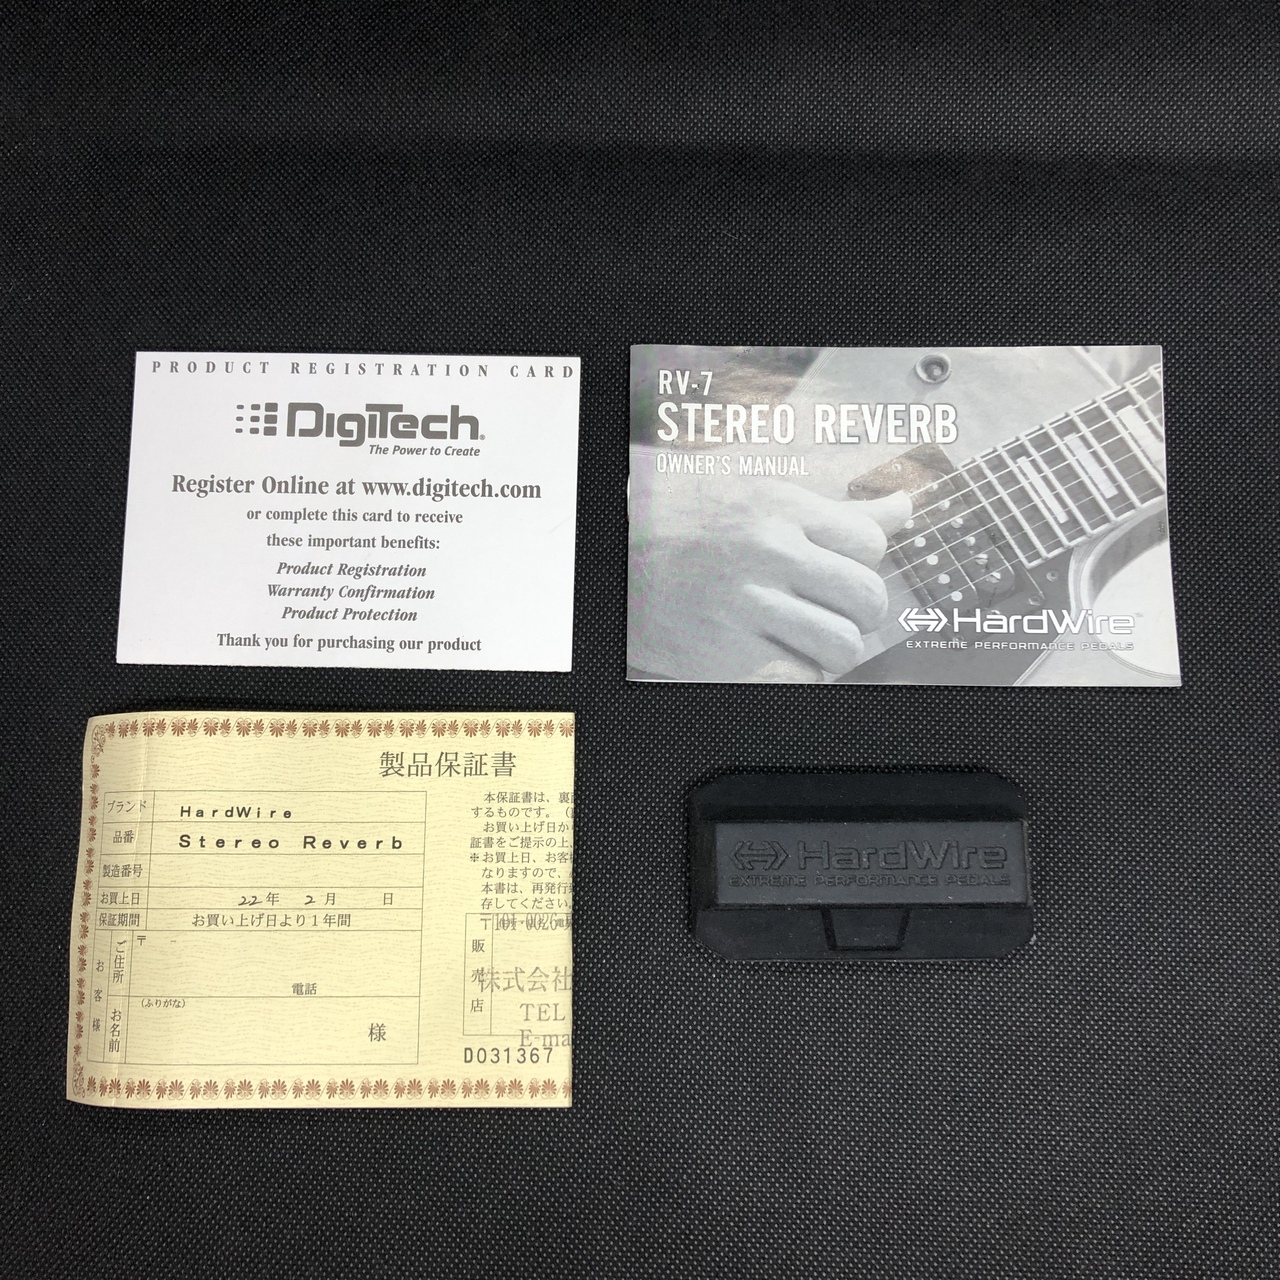 PRODUCT REGISTRATION CARD
DigiTech®
The Power to Create
Register Online at www.digitech.com
or complete this card to receive
these important benefits:
Product Registration
Warranty Confirmation
Product Protection
Thank you for purchasing our product
RV-7
STEREO REVERB
OWNER'S MANUAL
HardWire™
EXTREME PERFORMANCE PEDALS
製品保証書
ブランド HardWire
品番 Stereo Reverb
製造番号
お買上日 22年 2月 日
保証期間 お買い上げ日より1年間
お客様
ご住所 〒 -
電話
お名前 (ふりがな)
様
本保証書は、裏
するものです。
お買い上げ日か
証書をご提示の上、
※お買上日、お客
なりますので、
本書は、再発行
存してください。
〒101-0026
販売店
株式会社
TEL
E-ma
D031367
HardWire
EXTREME PERFORMANCE PEDALS